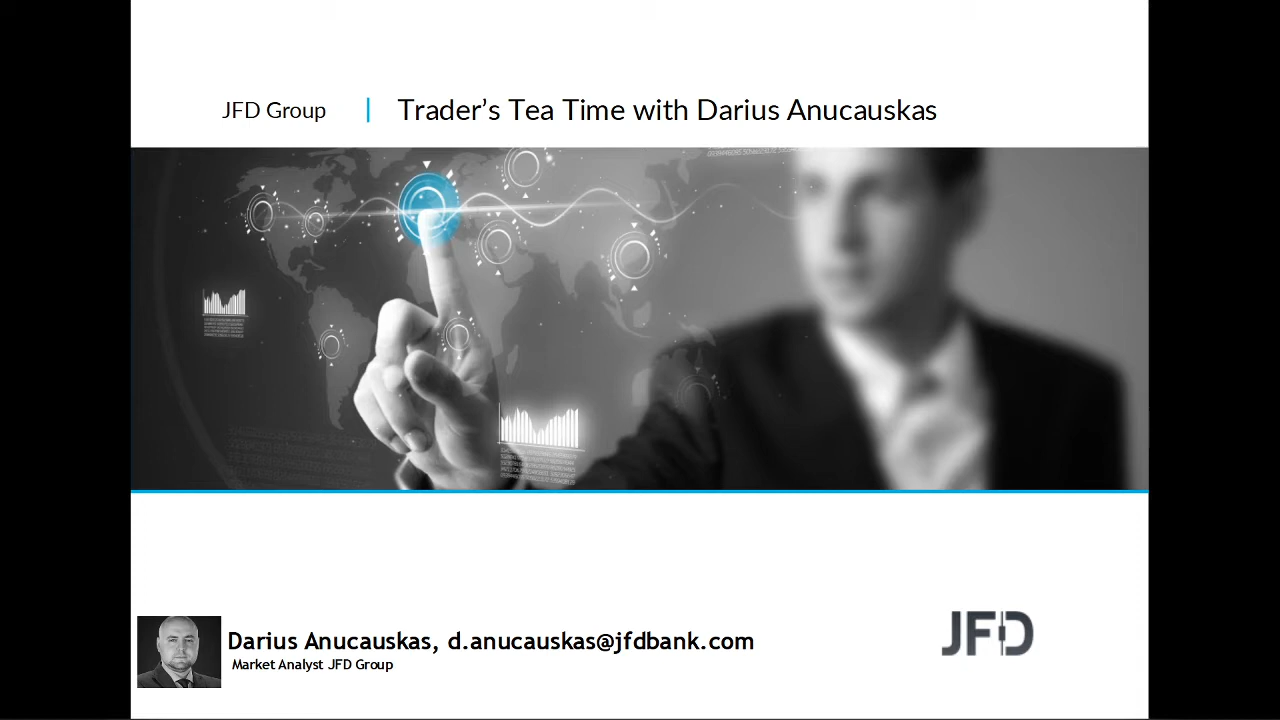 JFD Group | Trader's Tea Time with Darius Anucauskas
Darius Anucauskas, d.anucauskas@jfdbank.com
Market Analyst JFD Group
JFD